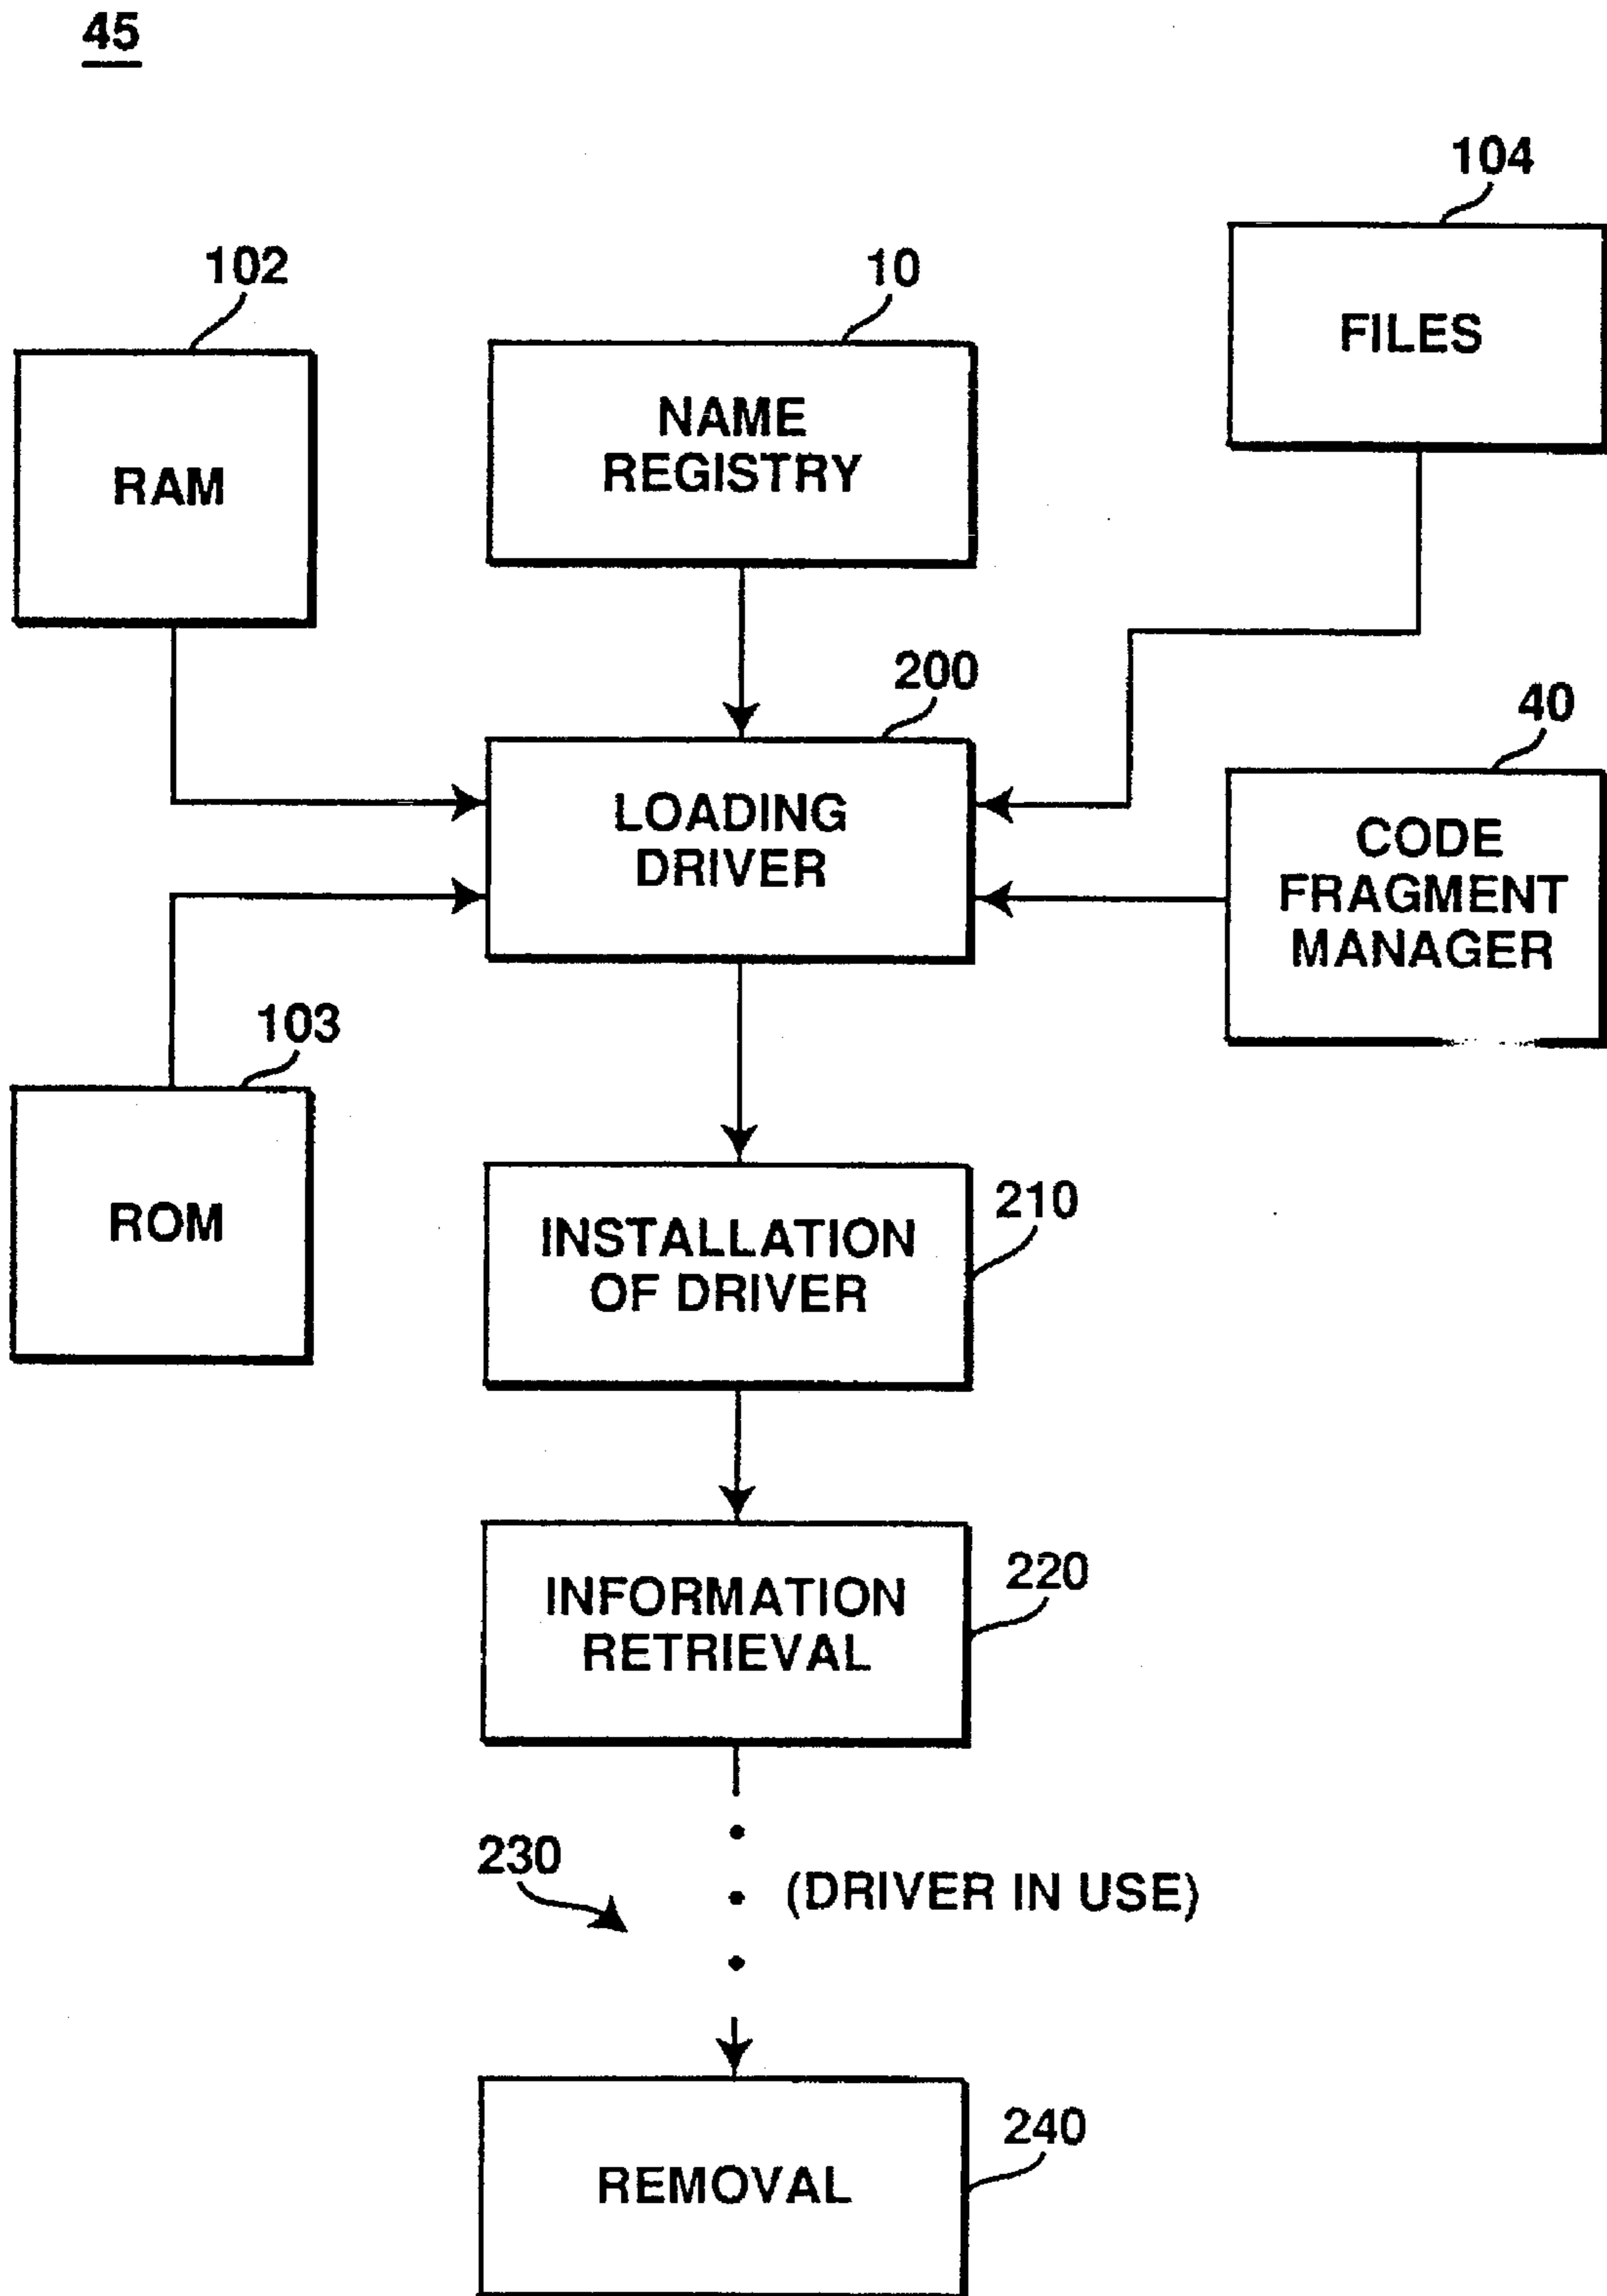 45
104
FILES
102
RAM
10
NAME
REGISTRY
200
LOADING
DRIVER
40
CODE
FRAGMENT
MANAGER
103
ROM
210
INSTALLATION
OF DRIVER
220
INFORMATION
RETRIEVAL
230
(DRIVER IN USE)
240
REMOVAL